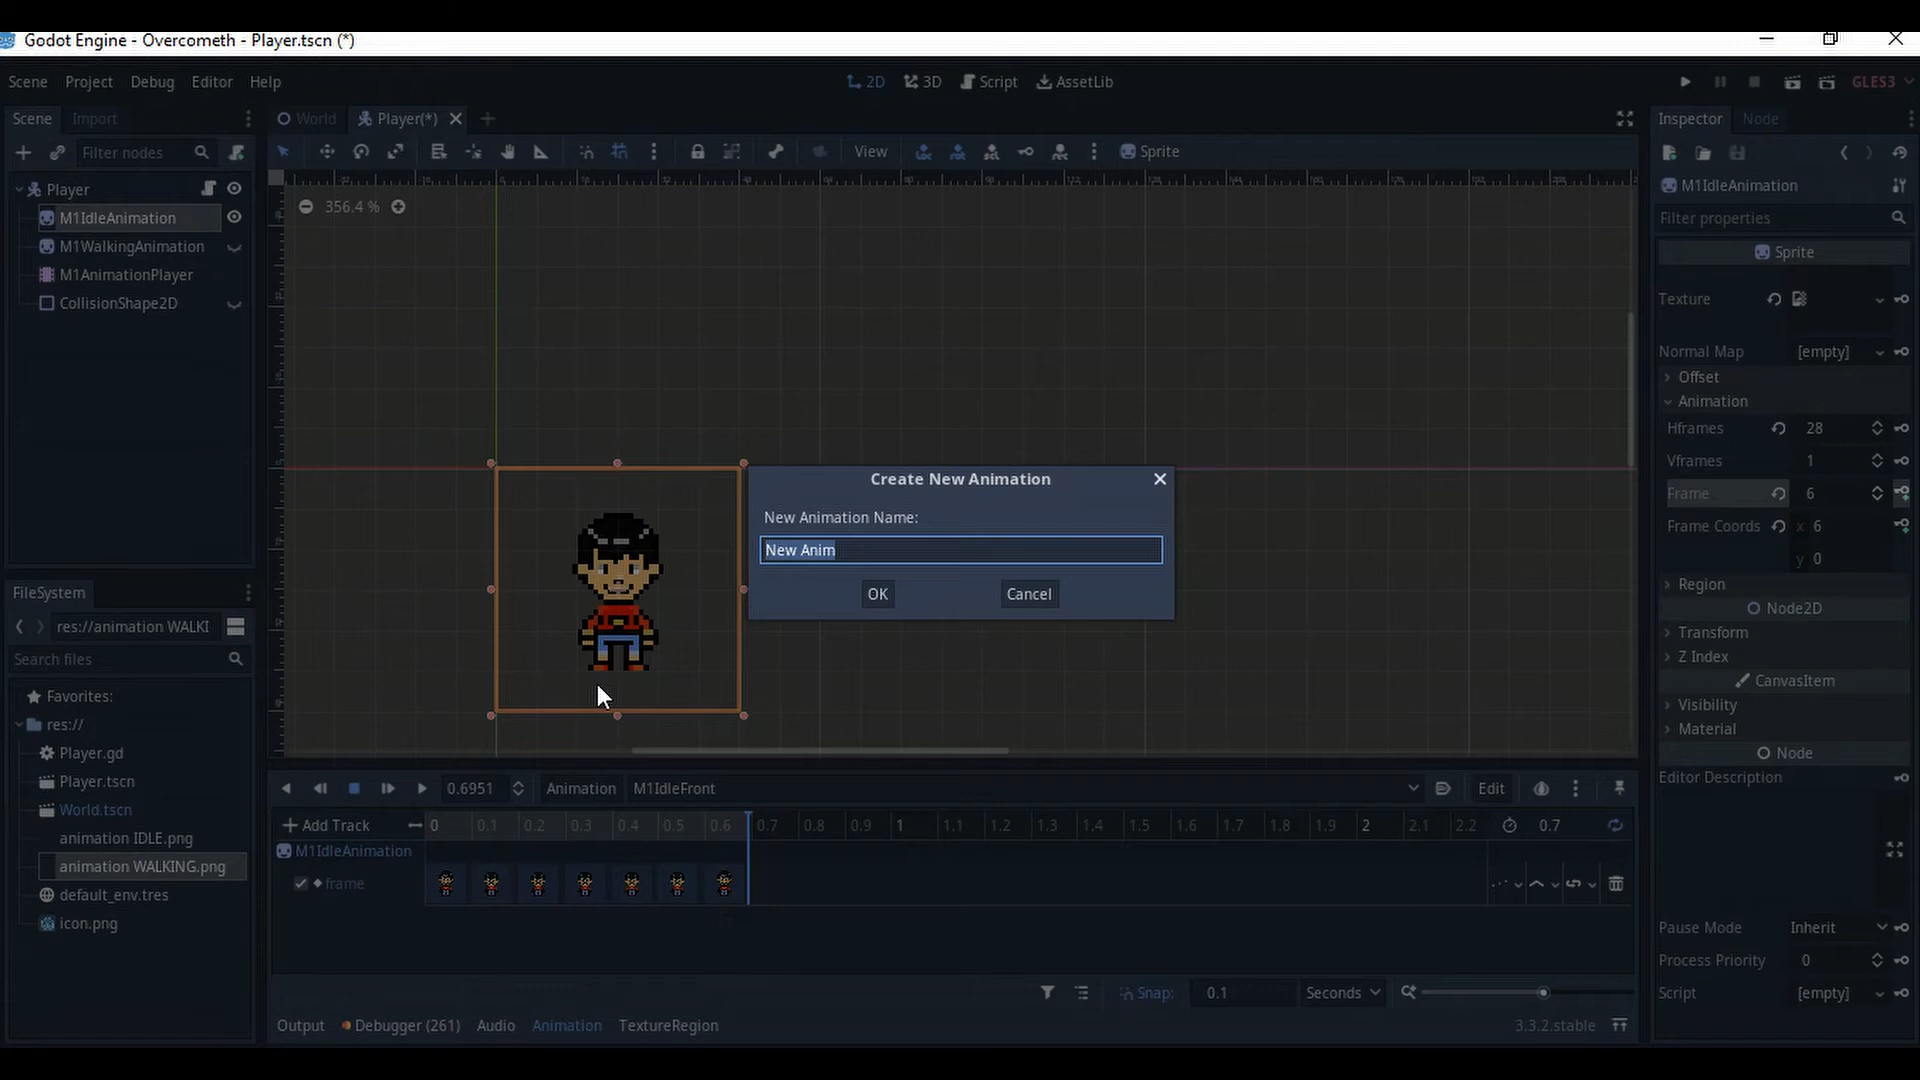 Godot Engine - Overcometh - Player.tscn (*)
Scene Project Debug Editor Help
2D 3D Script AssetLib
GLES3
Scene Import
World Player(*)
Inspector Node
Filter nodes
View
Sprite
Player
M1IdleAnimation
M1WalkingAnimation
M1AnimationPlayer
CollisionShape2D
356.4 %
M1IdleAnimation
Filter properties
Sprite
Texture
Normal Map [empty]
Offset
Animation
Hframes 28
Vframes 1
Frame 6
Frame Coords x 6
y 0
Region
Node2D
Transform
Z Index
CanvasItem
Visibility
Material
Node
Editor Description
Pause Mode Inherit
Process Priority 0
Script [empty]
Create New Animation
New Animation Name:
New Anim
OK Cancel
FileSystem
res://animation WALKI
Search files
Favorites:
res://
Player.gd
Player.tscn
World.tscn
animation IDLE.png
animation WALKING.png
default_env.tres
icon.png
0.6951 Animation M1IdleFront Edit
Add Track 0 0.1 0.2 0.3 0.4 0.5 0.6 0.7 0.8 0.9 1 1.1 1.2 1.3 1.4 1.5 1.6 1.7 1.8 1.9 2 2.1 2.2 0.7
M1IdleAnimation
frame
Snap: 0.1 Seconds
Output Debugger (261) Audio Animation TextureRegion 3.3.2.stable